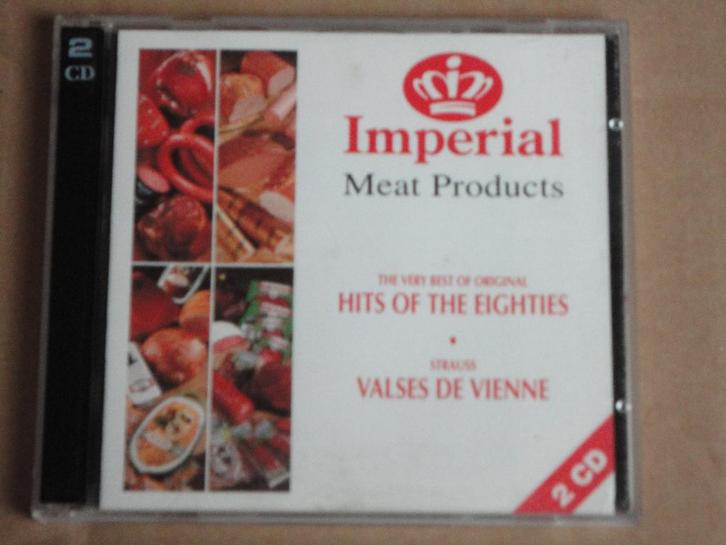 2
CD
Imperial
Meat Products
THE VERY BEST OF ORIGINAL
HITS OF THE EIGHTIES
STRAUSS
VALSES DE VIENNE
2 CD